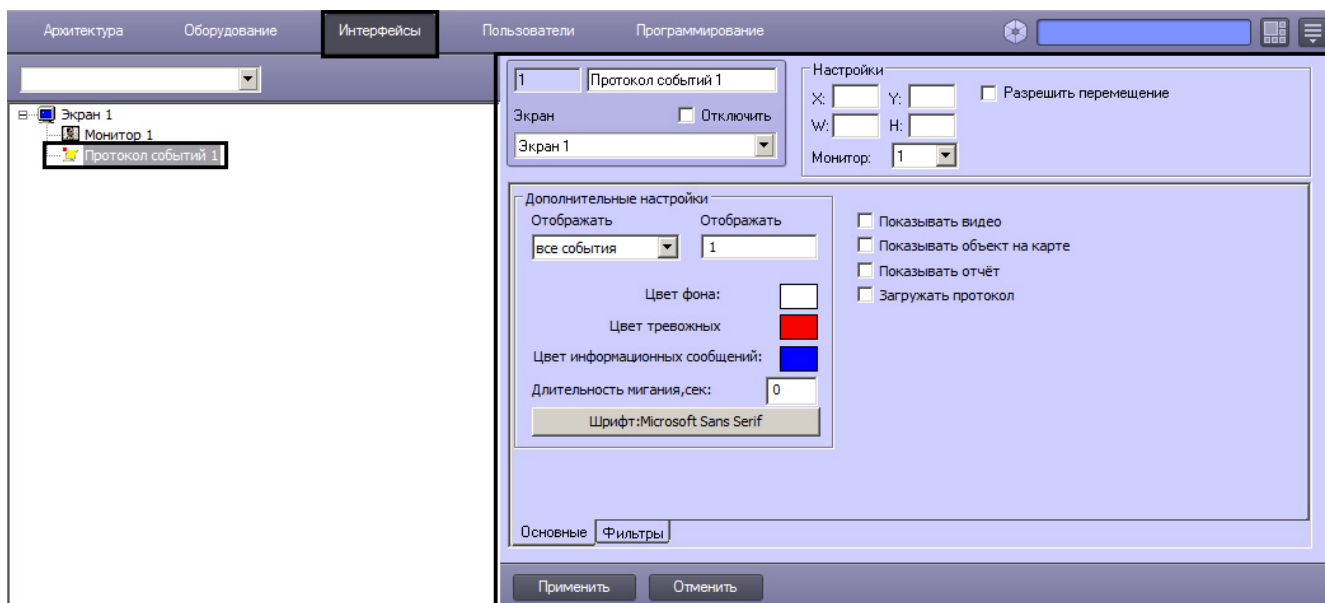 Архитектура Оборудование Интерфейсы Пользователи Программирование
Экран 1
Монитор 1
Протокол событий 1
1 Протокол событий 1
Экран Отключить
Экран 1
Настройки
X: Y: Разрешить перемещение
W: H:
Монитор: 1
Дополнительные настройки
Отображать Отображать
все события 1
Цвет фона:
Цвет тревожных
Цвет информационных сообщений:
Длительность мигания,сек: 0
Шрифт:Microsoft Sans Serif
Показывать видео
Показывать объект на карте
Показывать отчёт
Загружать протокол
Основные Фильтры
Применить Отменить